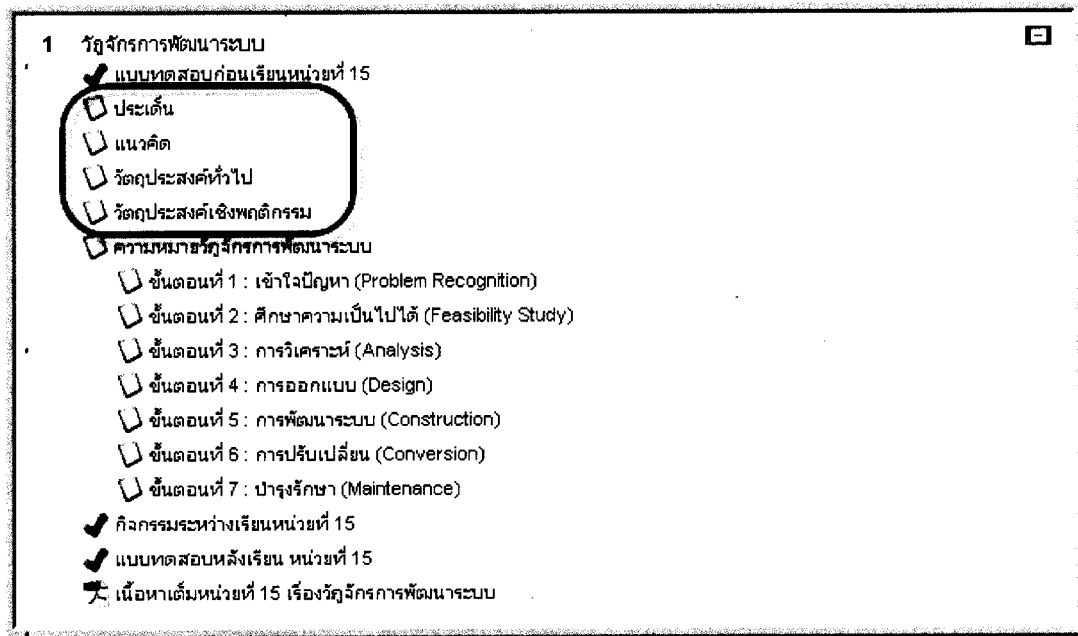 1 วัฏจักรการพัฒนาระบบ
แบบทดสอบก่อนเรียนหน่วยที่ 15
ประเด็น
แนวคิด
วัตถุประสงค์ทั่วไป
วัตถุประสงค์เชิงพฤติกรรม
ความหมายวัฏจักรการพัฒนาระบบ
ขั้นตอนที่ 1 : เข้าใจปัญหา (Problem Recognition)
ขั้นตอนที่ 2 : ศึกษาความเป็นไปได้ (Feasibility Study)
ขั้นตอนที่ 3 : การวิเคราะห์ (Analysis)
ขั้นตอนที่ 4 : การออกแบบ (Design)
ขั้นตอนที่ 5 : การพัฒนาระบบ (Construction)
ขั้นตอนที่ 6 : การปรับเปลี่ยน (Conversion)
ขั้นตอนที่ 7 : บำรุงรักษา (Maintenance)
กิจกรรมระหว่างเรียนหน่วยที่ 15
แบบทดสอบหลังเรียน หน่วยที่ 15
เนื้อหาเต็มหน่วยที่ 15 เรื่องวัฏจักรการพัฒนาระบบ